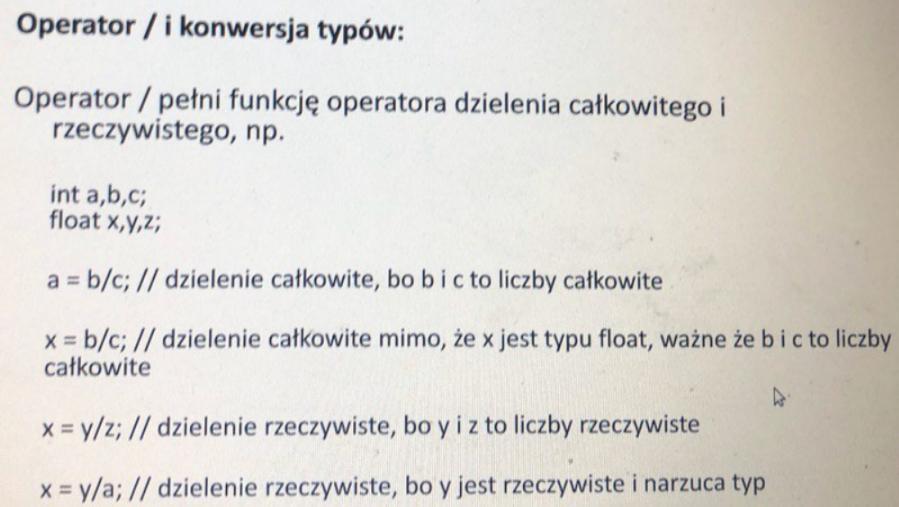 Operator / i konwersja typów:
Operator / pełni funkcję operatora dzielenia całkowitego i
rzeczywistego, np.
int a,b,c;
float x,y,z;
a = b/c; // dzielenie całkowite, bo b i c to liczby całkowite
x = b/c; // dzielenie całkowite mimo, że x jest typu float, ważne że b i c to liczby
całkowite
x = y/z; // dzielenie rzeczywiste, bo y i z to liczby rzeczywiste
x = y/a; // dzielenie rzeczywiste, bo y jest rzeczywiste i narzuca typ